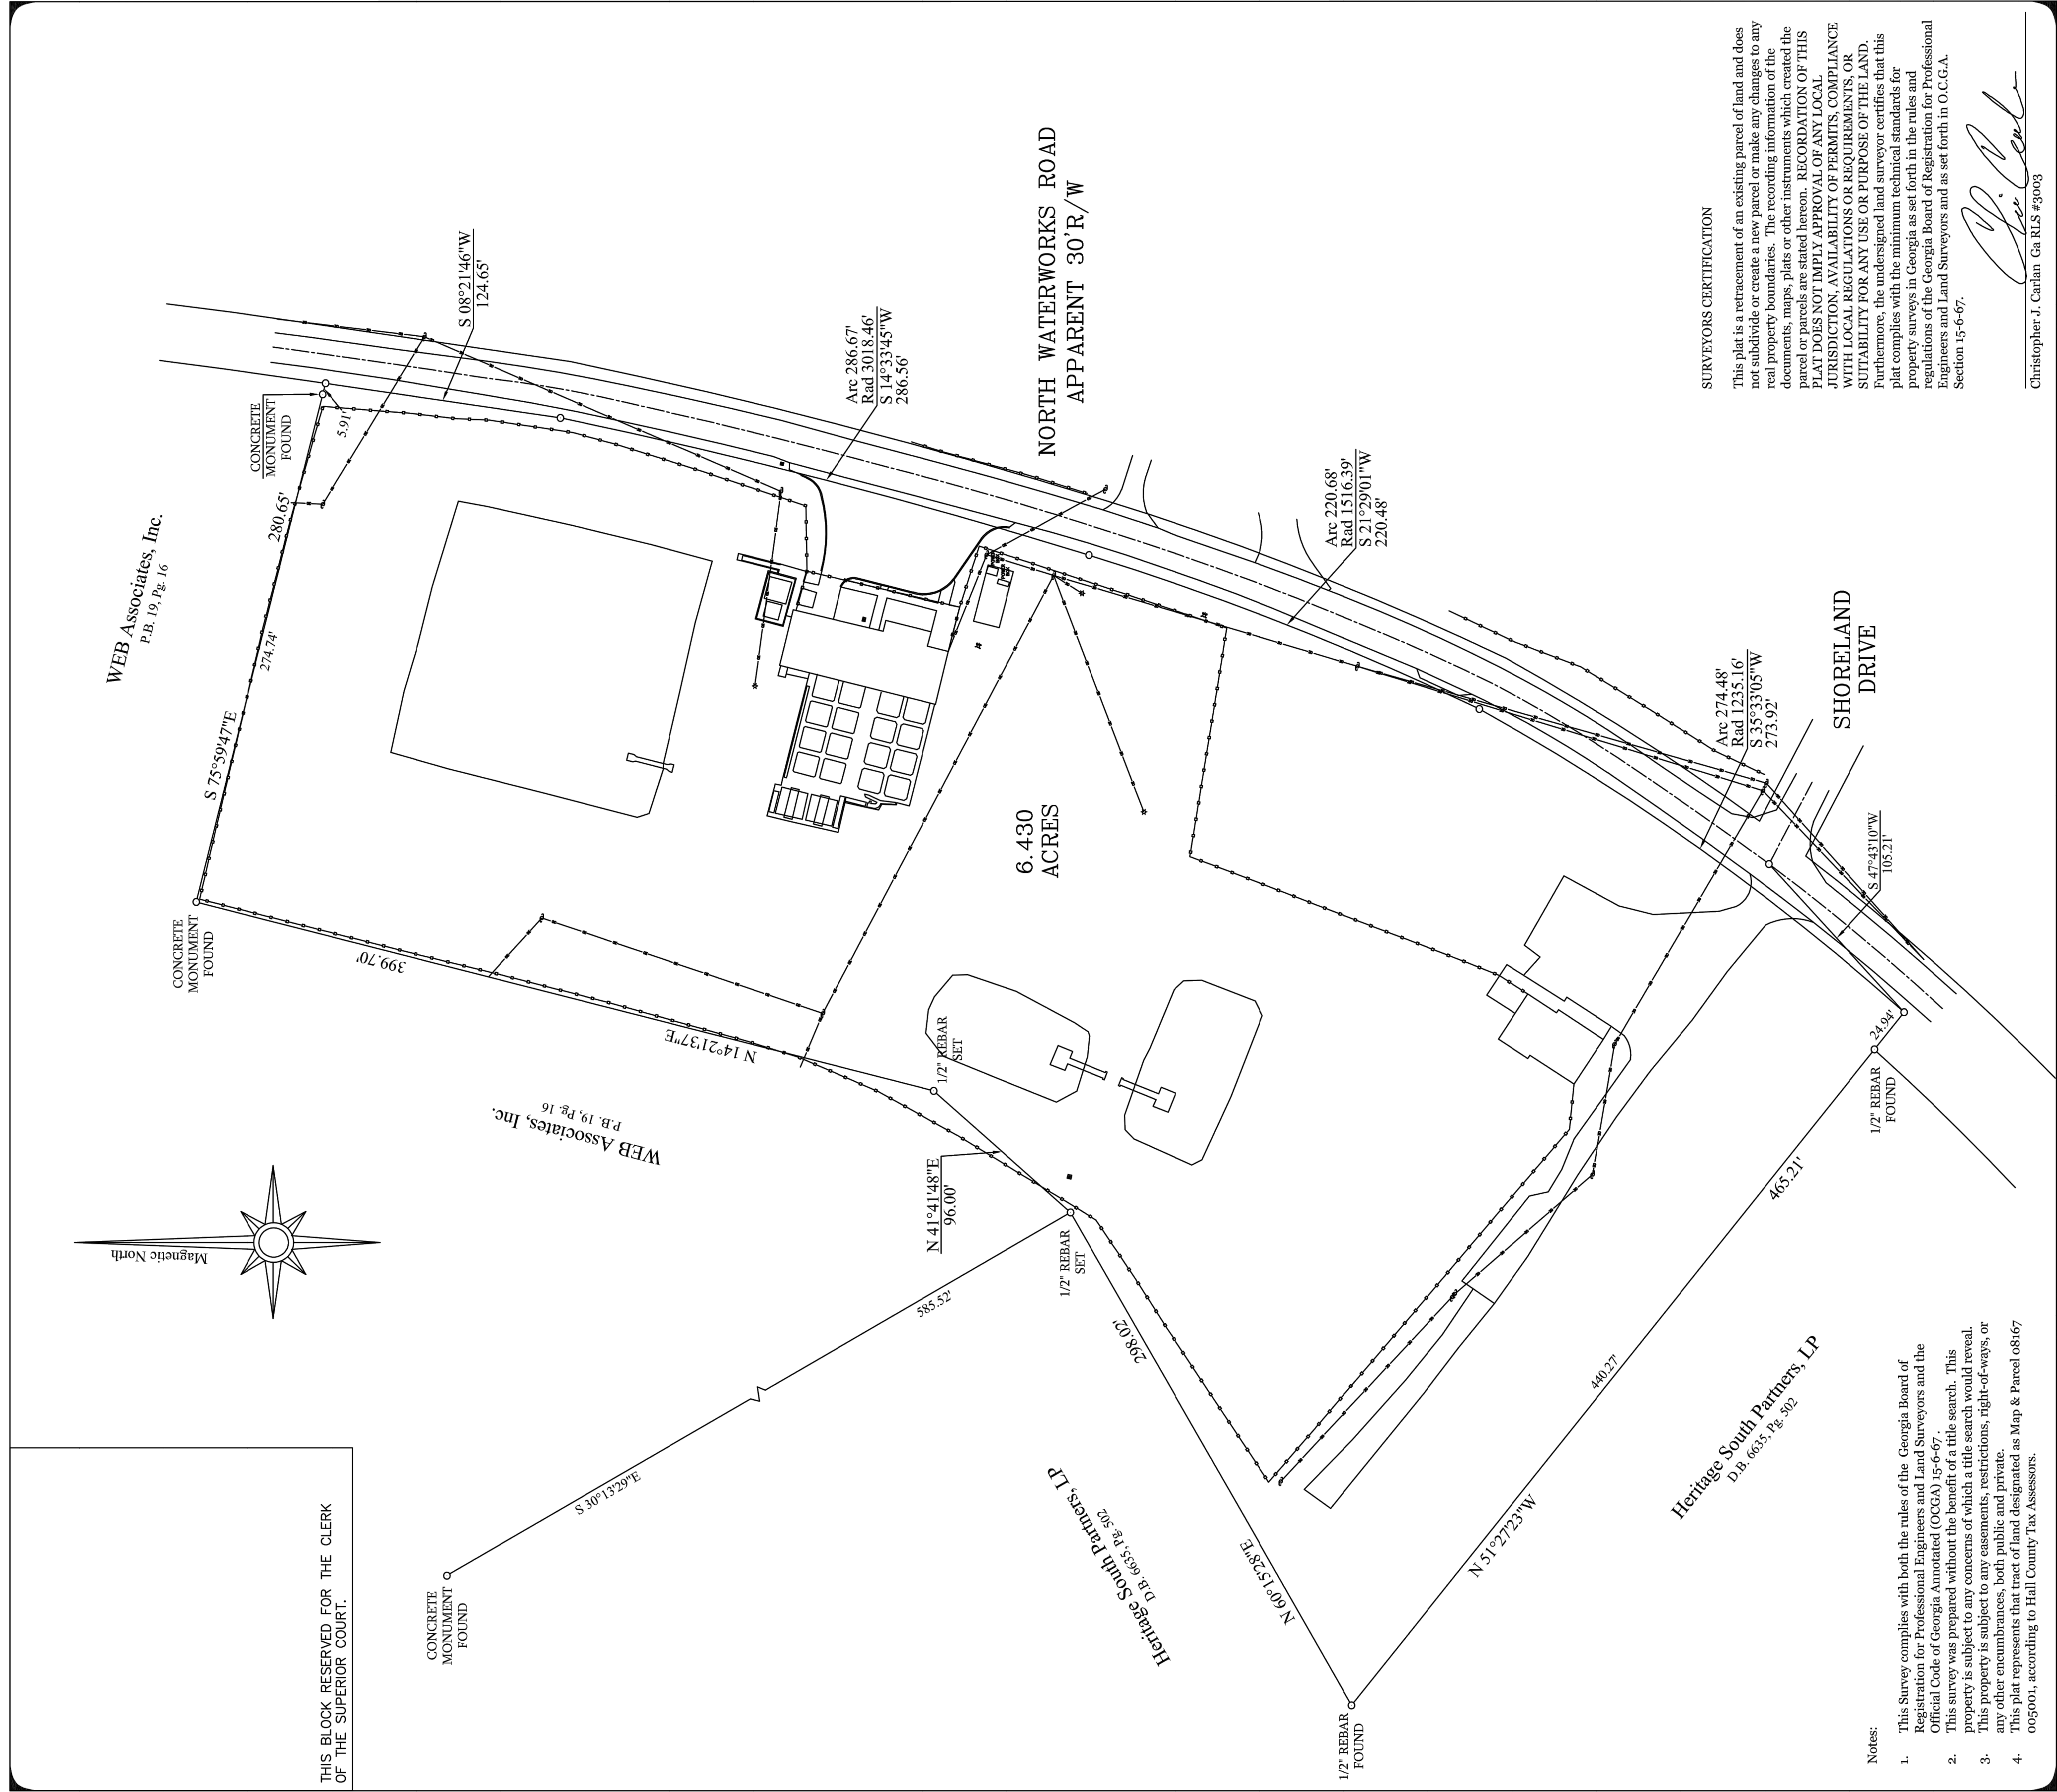 THIS BLOCK RESERVED FOR THE CLERK
OF THE SUPERIOR COURT.
Magnetic North
WEB Associates, Inc.
P.B. 19, Pg. 16
CONCRETE
MONUMENT
FOUND
5.91'
280.65'
274.74'
S 75°59'47"E
S 08°21'46"W
124.65'
Arc 286.67'
Rad 3018.46'
S 14°33'45"W
286.56'
NORTH WATERWORKS ROAD
APPARENT 30'R/W
Arc 220.68'
Rad 1516.39'
S 21°29'01"W
220.48'
Arc 274.48'
Rad 1235.16'
S 35°33'05"W
273.92'
SHORELAND
DRIVE
S 47°43'10"W
105.21'
CONCRETE
MONUMENT
FOUND
399.70'
N 14°21'37"E
WEB Associates, Inc.
P.B. 19, Pg. 16
1/2" REBAR
SET
N 41°41'48"E
96.00'
1/2" REBAR
SET
6.430
ACRES
585.52'
S 30°13'29"E
CONCRETE
MONUMENT
FOUND
298.02'
N 60°15'28"E
Heritage South Partners, LP
D.B. 6635, Pg. 502
1/2" REBAR
FOUND
N 51°27'23"W
440.27'
465.21'
24.94'
1/2" REBAR
FOUND
Heritage South Partners, LP
D.B. 6635, Pg. 502
Notes:
1. This Survey complies with both the rules of the Georgia Board of
Registration for Professional Engineers and Land Surveyors and the
Official Code of Georgia Annotated (OCGA) 15-6-67 .
2. This survey was prepared without the benefit of a title search. This
property is subject to any concerns of which a title search would reveal.
3. This property is subject to any easements, restrictions, right-of-ways, or
any other encumbrances, both public and private.
4. This plat represents that tract of land designated as Map & Parcel 08167
005001, according to Hall County Tax Assessors.
SURVEYORS CERTIFICATION
This plat is a retracement of an existing parcel of land and does
not subdivide or create a new parcel or make any changes to any
real property boundaries. The recording information of the
documents, maps, plats or other instruments which created the
parcel or parcels are stated hereon. RECORDATION OF THIS
PLAT DOES NOT IMPLY APPROVAL OF ANY LOCAL
JURISDICTION, AVAILABILITY OF PERMITS, COMPLIANCE
WITH LOCAL REGULATIONS OR REQUIREMENTS, OR
SUITABILITY FOR ANY USE OR PURPOSE OF THE LAND.
Furthermore, the undersigned land surveyor certifies that this
plat complies with the minimum technical standards for
property surveys in Georgia as set forth in the rules and
regulations of the Georgia Board of Registration for Professional
Engineers and Land Surveyors and as set forth in O.C.G.A.
Section 15-6-67.
Christopher J. Carlan Ga RLS #3003